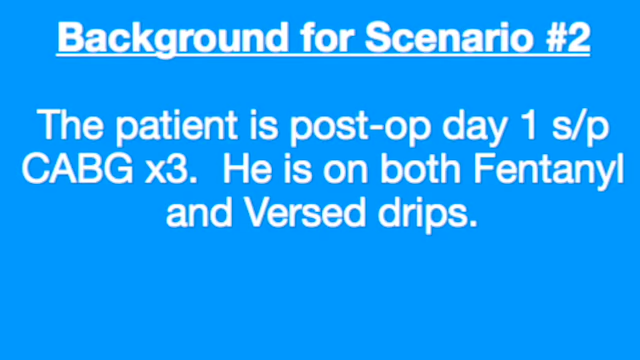 Background for Scenario #2
The patient is post-op day 1 s/p
CABG x3.  He is on both Fentanyl
and Versed drips.